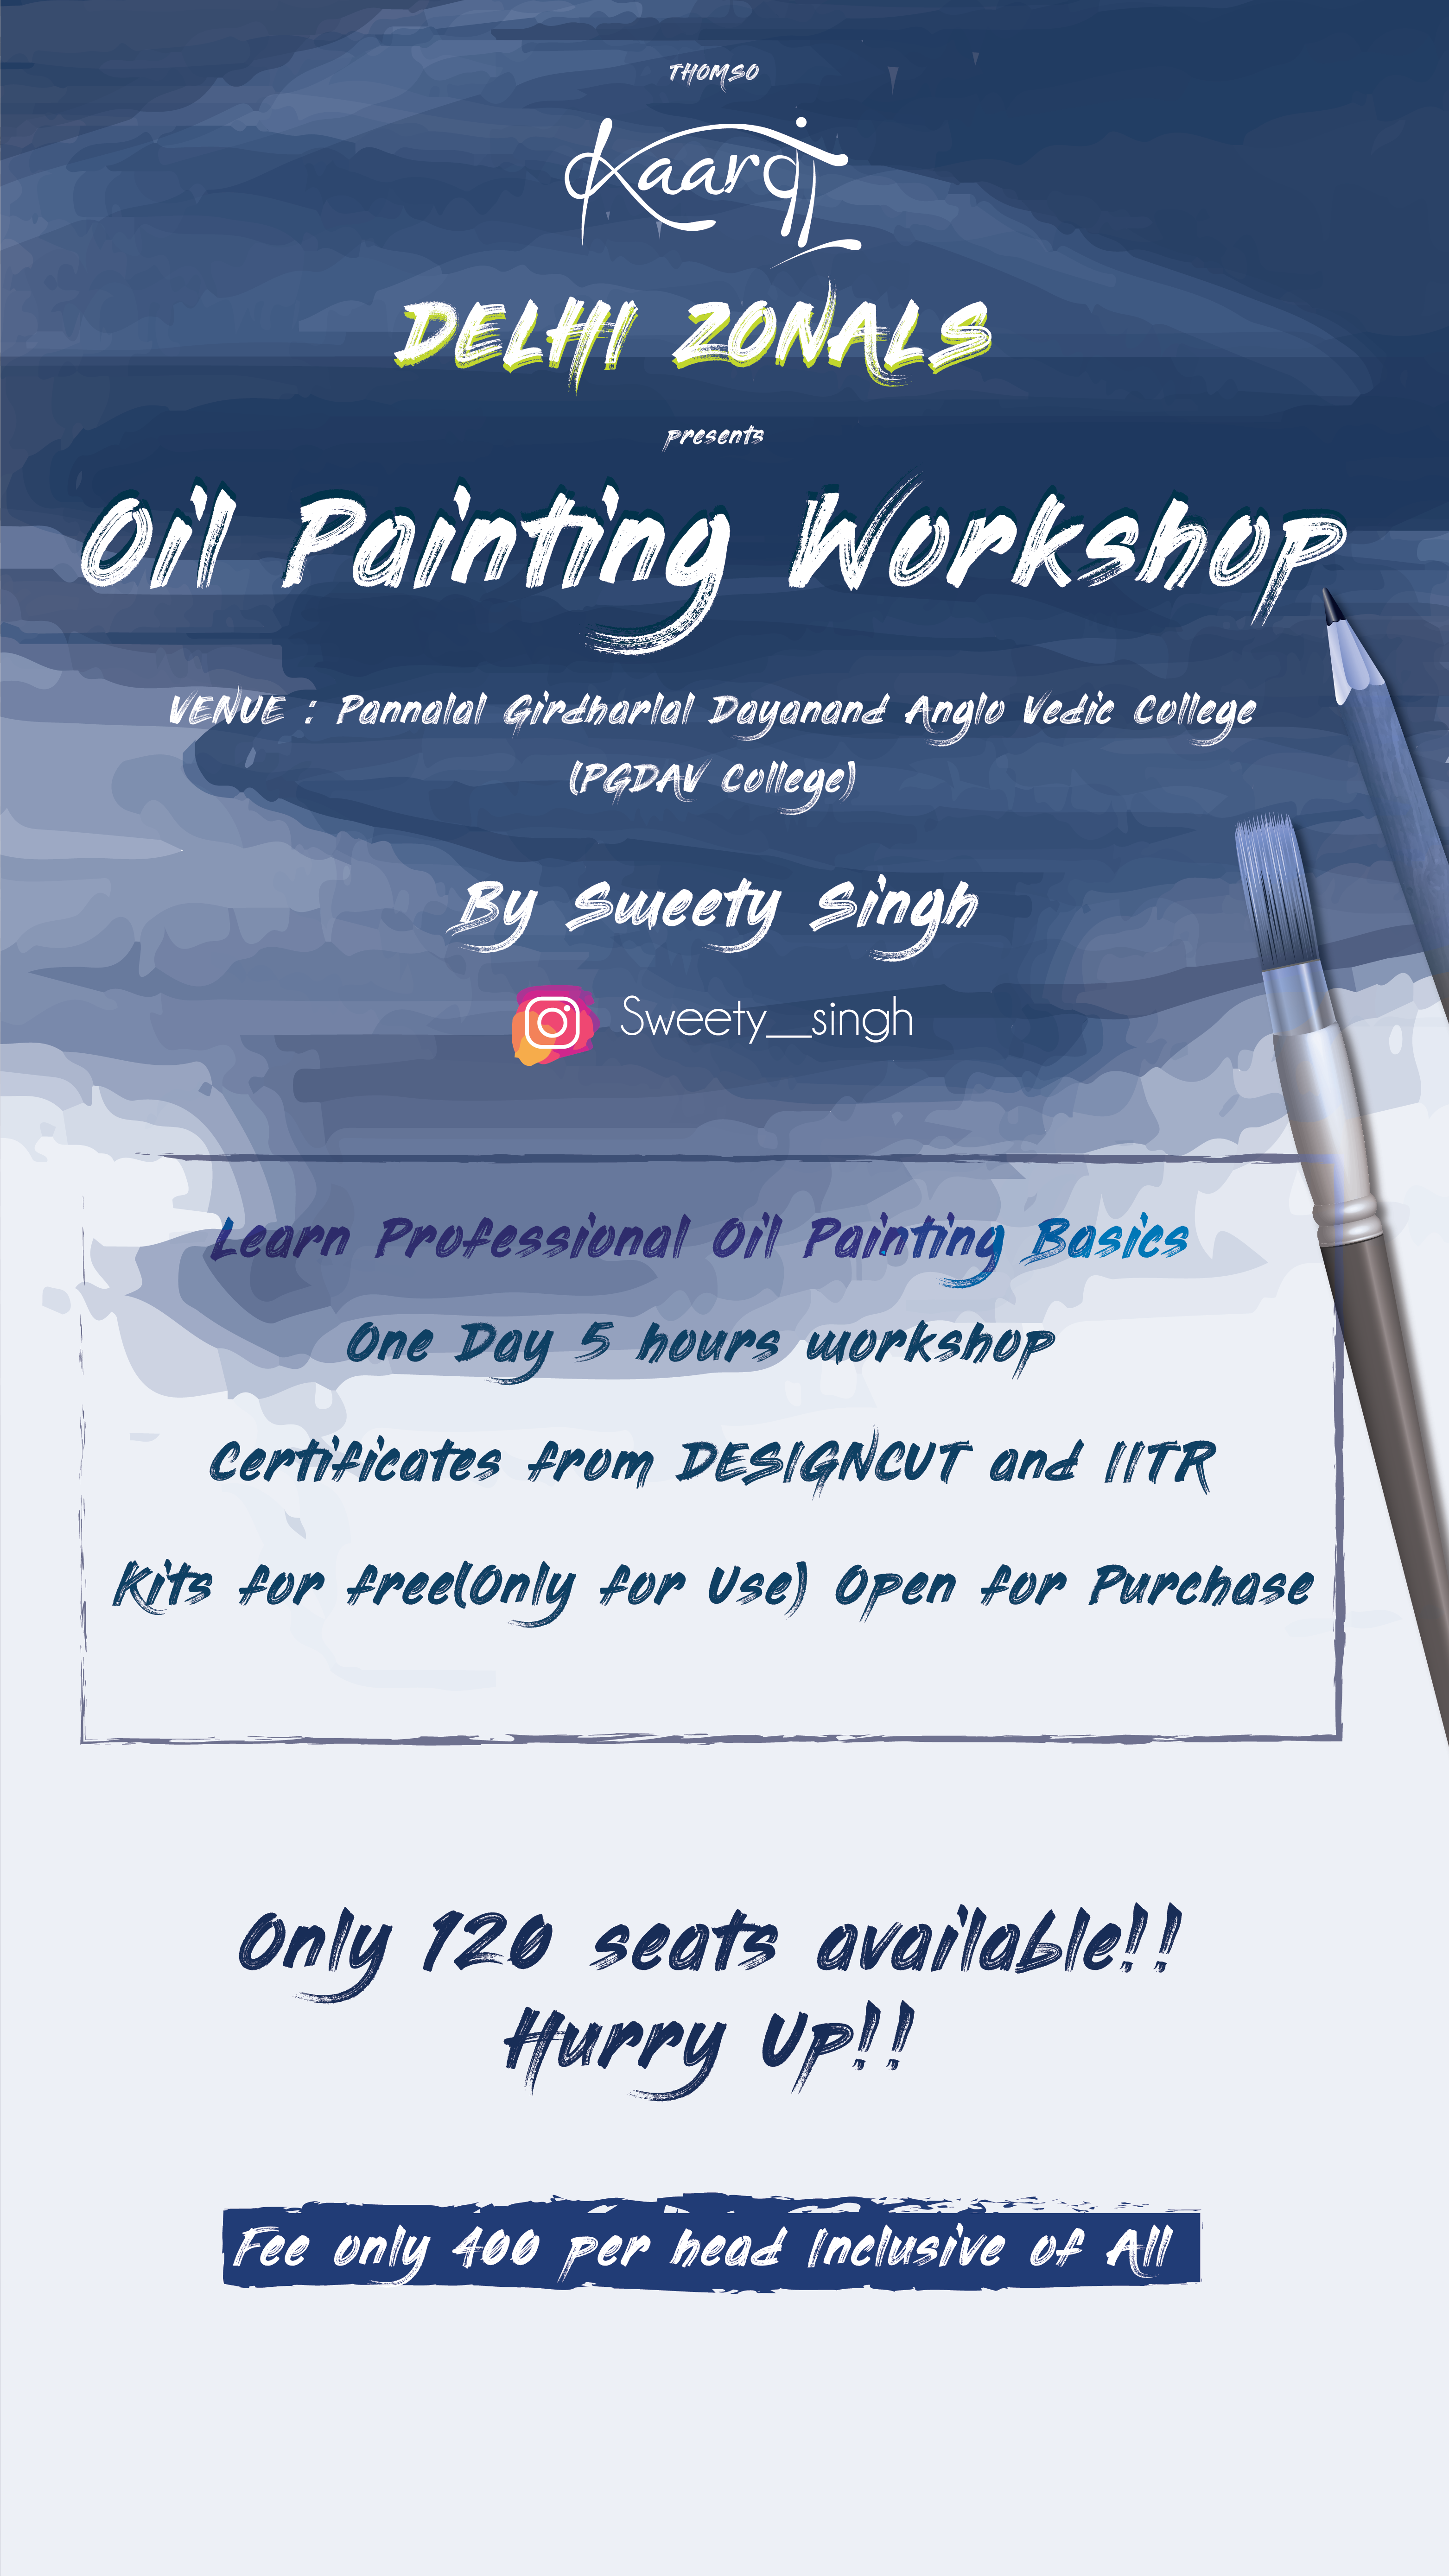 THOMSO
DELHI ZONALS
presents
Oil Painting Workshop
VENUE : Pannalal Girdharlal Dayanand Anglo Vedic College
(PGDAV College)
By Sweety Singh
Sweety__singh
Learn Professional Oil Painting Basics
One Day 5 hours workshop
Certificates from DESIGNCUT and IITR
Kits for free(Only for Use) Open for Purchase
Only 120 seats available!!
Hurry Up!!
Fee only 400 per head Inclusive of All